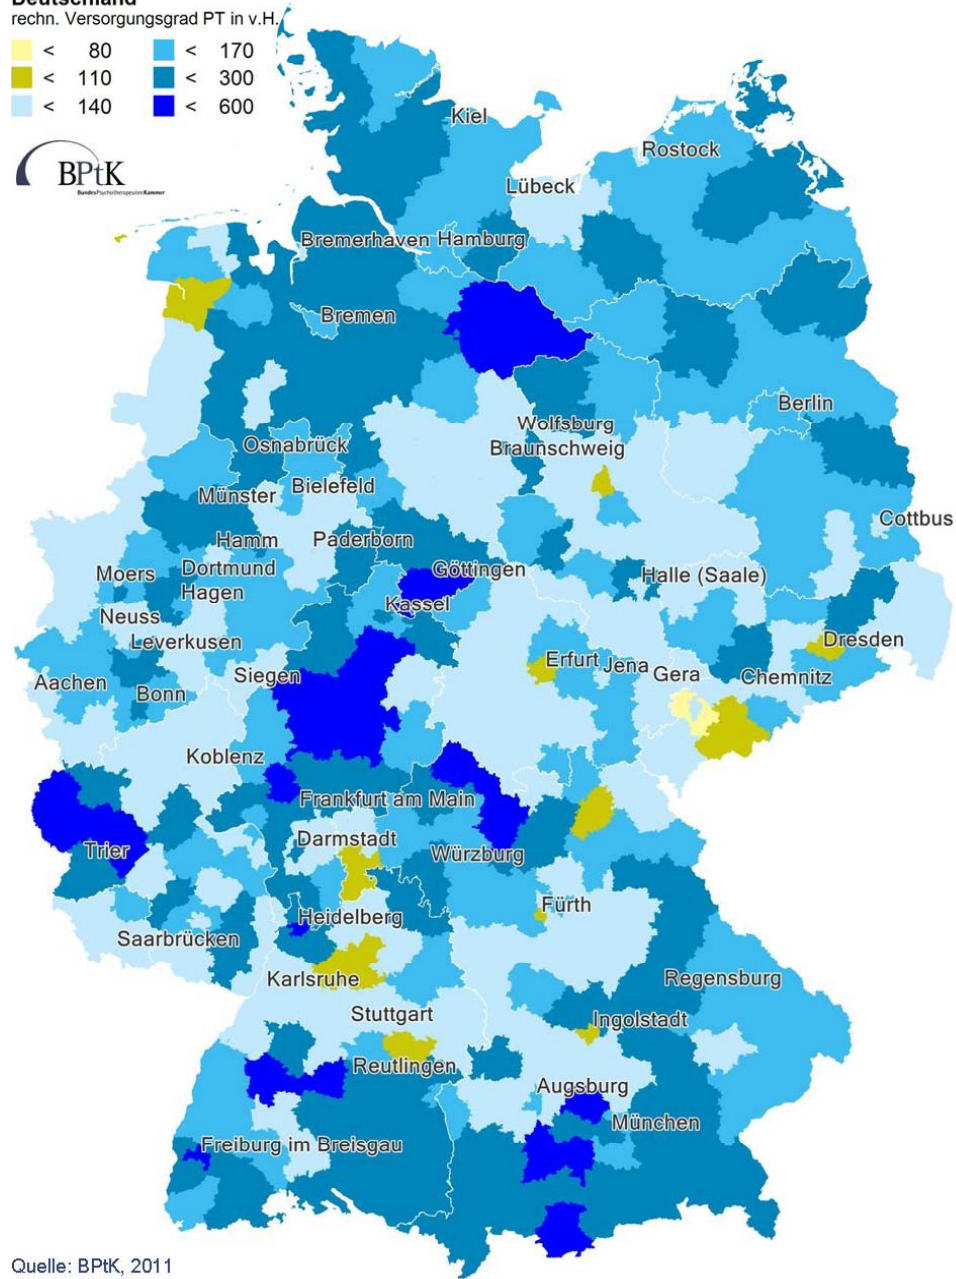 Deutschland
rechn. Versorgungsgrad PT in v.H.
< 80
< 170
< 110
< 300
< 140
< 600
BPtK
BundesPsychotherapeutenKammer
Kiel
Rostock
Lübeck
Bremerhaven
Hamburg
Bremen
Berlin
Wolfsburg
Osnabrück
Braunschweig
Bielefeld
Münster
Cottbus
Hamm
Paderborn
Göttingen
Moers
Dortmund
Halle (Saale)
Hagen
Kassel
Neuss
Leverkusen
Dresden
Erfurt
Jena
Gera
Siegen
Chemnitz
Aachen
Bonn
Koblenz
Frankfurt am Main
Darmstadt
Trier
Würzburg
Fürth
Heidelberg
Saarbrücken
Karlsruhe
Regensburg
Stuttgart
Ingolstadt
Reutlingen
Augsburg
München
Freiburg im Breisgau
Quelle: BPtK, 2011